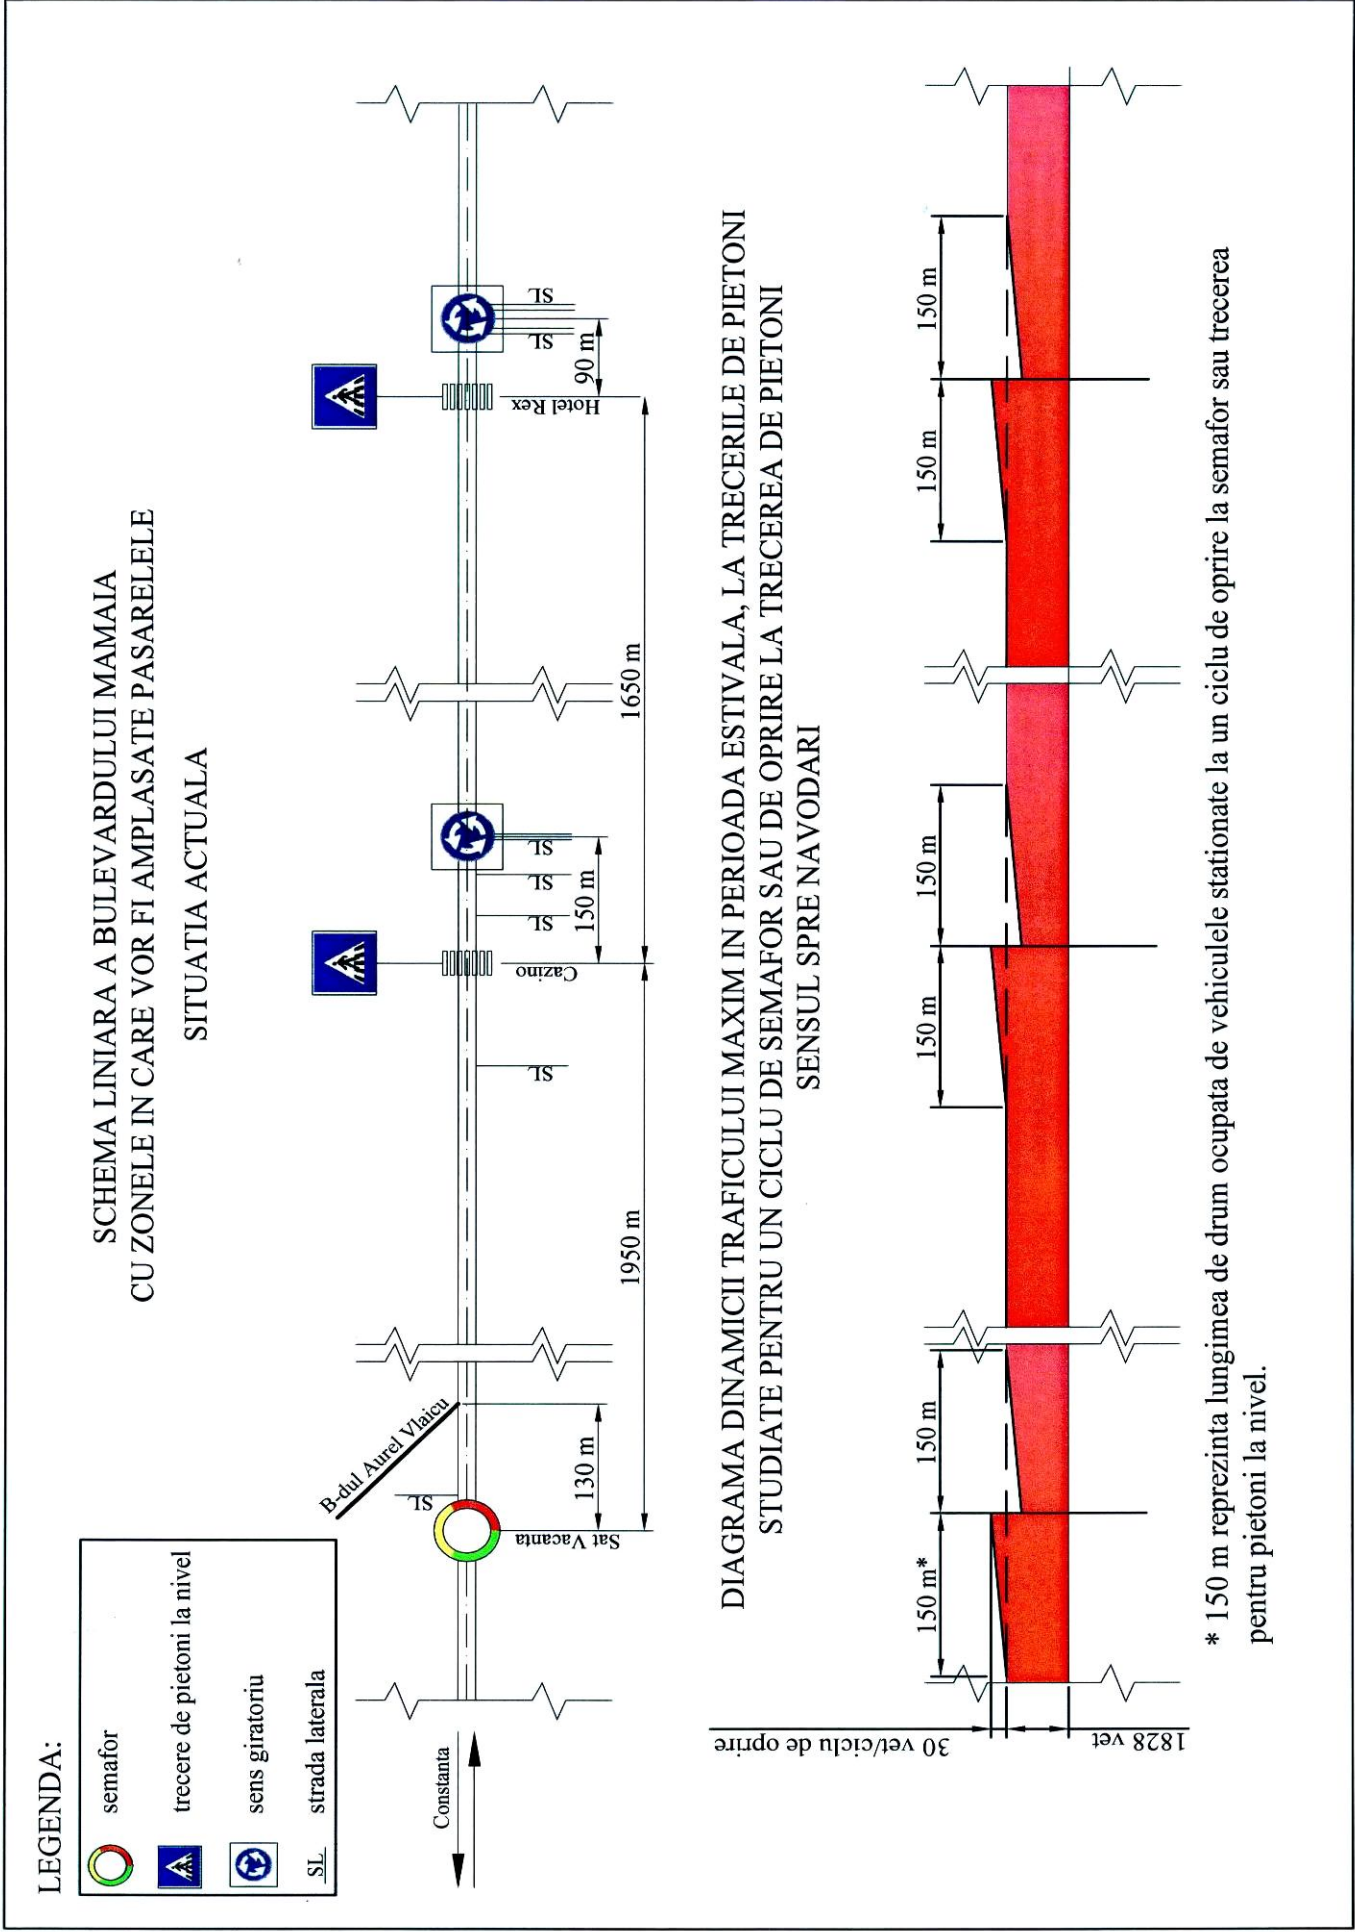 SCHEMA LINIARA A BULEVARDULUI MAMAIA
CU ZONELE IN CARE VOR FI AMPLASATE PASARELELE
SITUATIA ACTUALA
LEGENDA:
semafor
trecere de pietoni la nivel
sens giratoriu
SL strada laterala
Constanta
Sat Vacanta
SL
B-dul Aurel Vlaicu
130 m
1950 m
SL
Cazino
SL
SL
SL
150 m
1650 m
Hotel Rex
SL
SL
90 m
DIAGRAMA DINAMICII TRAFICULUI MAXIM IN PERIOADA ESTIVALA, LA TRECERILE DE PIETONI
STUDIATE PENTRU UN CICLU DE SEMAFOR SAU DE OPRIRE LA TRECEREA DE PIETONI
SENSUL SPRE NAVODARI
30 vet/ciclu de oprire
1828 vet
150 m*
150 m
150 m
150 m
150 m
150 m
* 150 m reprezinta lungimea de drum ocupata de vehiculele stationate la un ciclu de oprire la semafor sau trecerea
pentru pietoni la nivel.